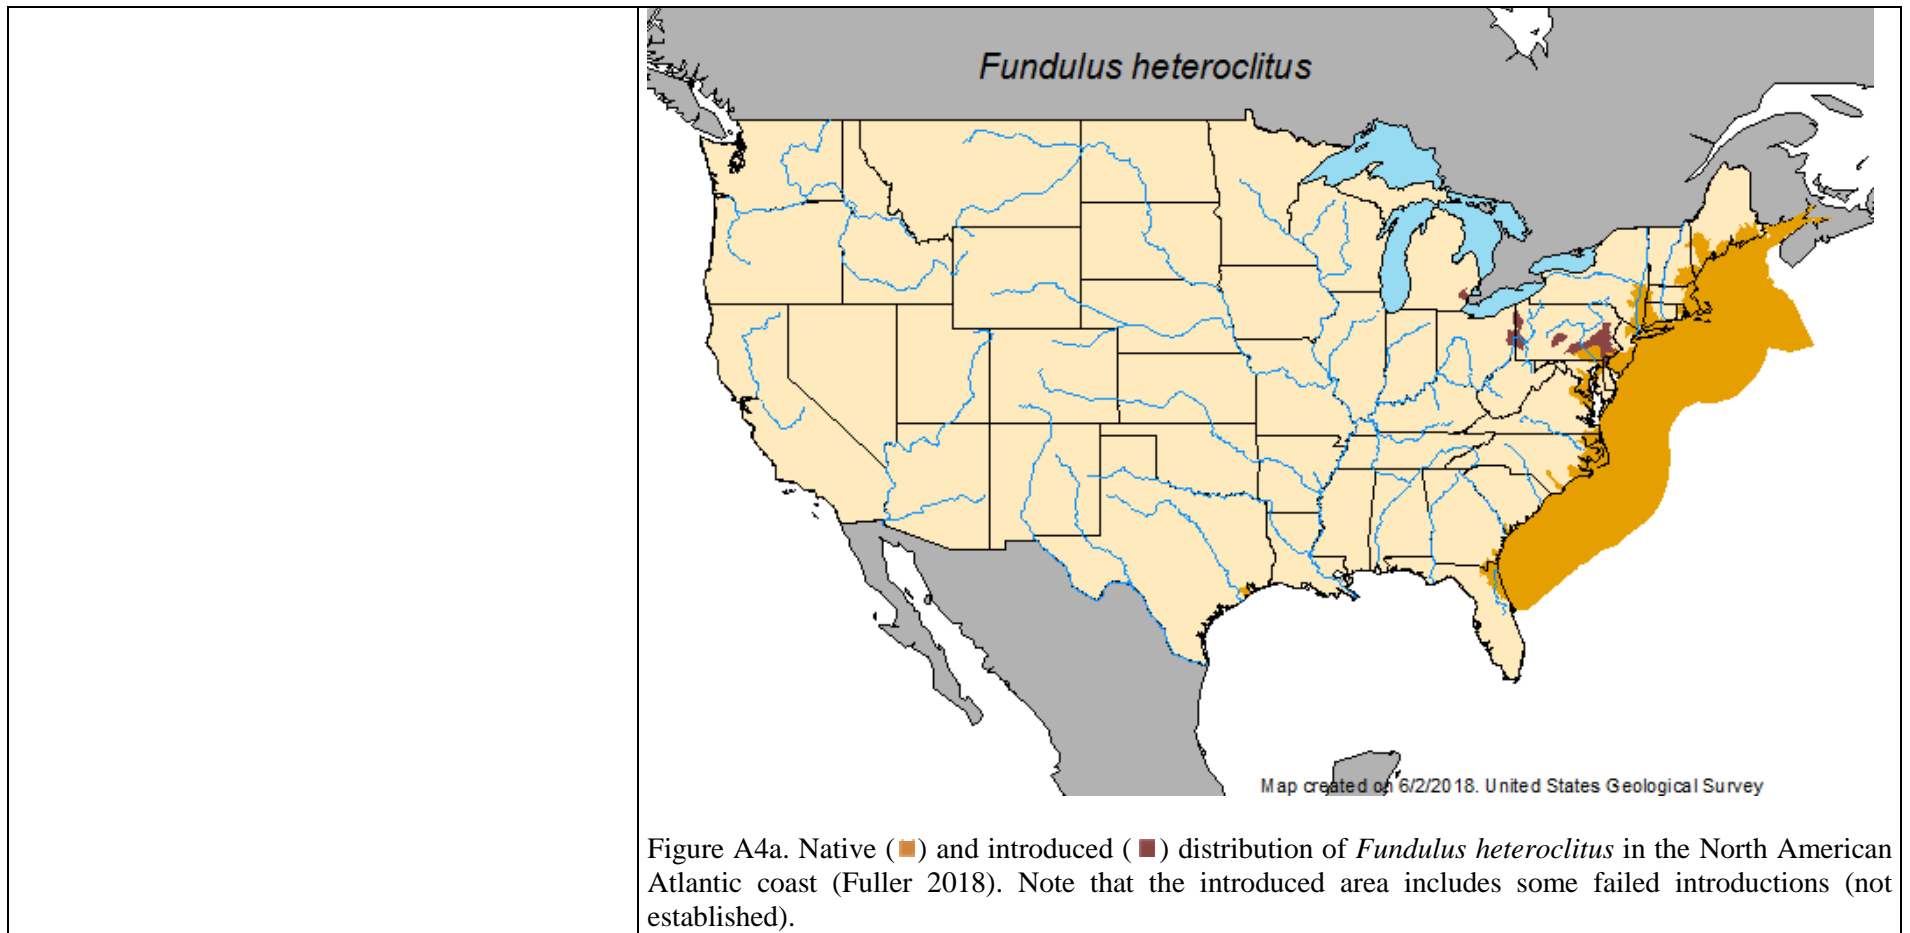 Fundulus heteroclitus
Map created on 6/2/2018. United States Geological Survey
Figure A4a. Native (■) and introduced (■) distribution of Fundulus heteroclitus in the North American
Atlantic coast (Fuller 2018). Note that the introduced area includes some failed introductions (not
established).